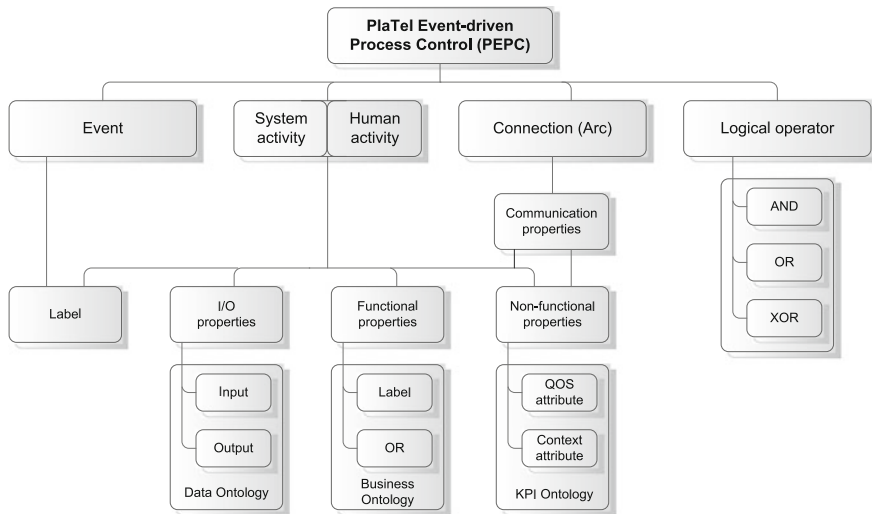 PlaTel Event-driven
Process Control (PEPC)
Event
System
activity
Human
activity
Connection (Arc)
Logical operator
Communication
properties
AND
OR
XOR
Label
I/O
properties
Functional
properties
Non-functional
properties
Input
Output
Data Ontology
Label
OR
Business
Ontology
QOS
attribute
Context
attribute
KPI Ontology